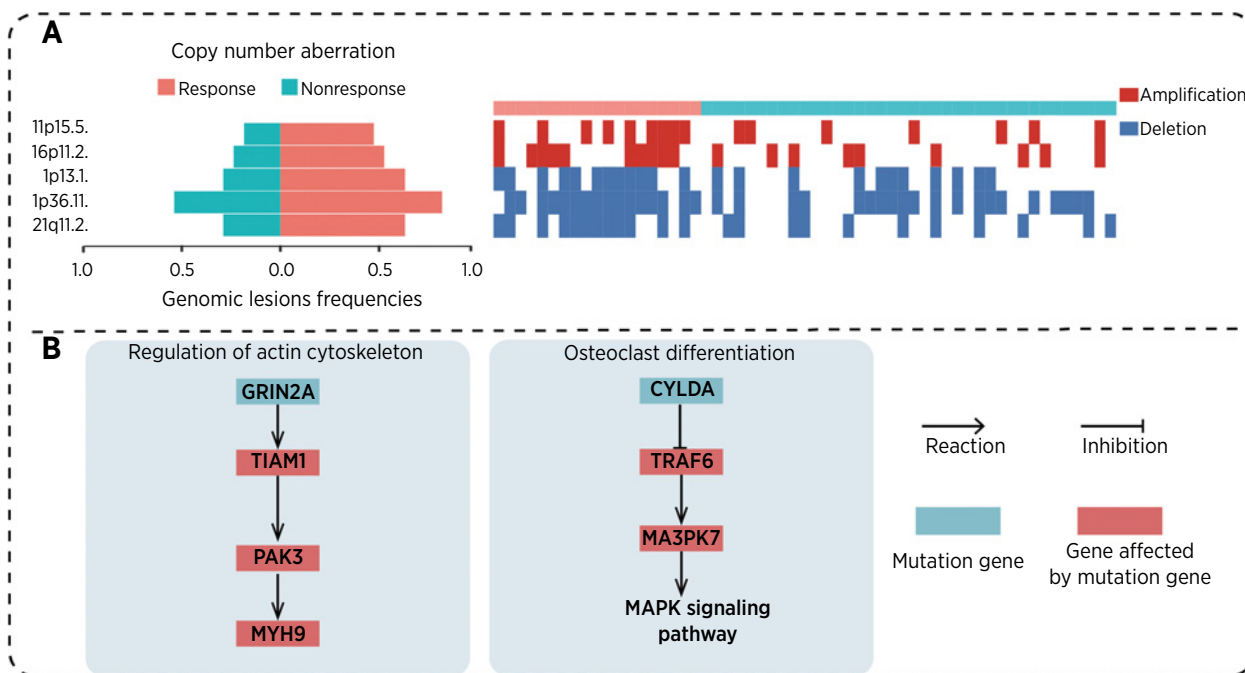 A
Copy number aberration
Response
Nonresponse
Amplification
Deletion
11p15.5.
16p11.2.
1p13.1.
1p36.11.
21q11.2.
1.0
0.5
0.0
0.5
1.0
Genomic lesions frequencies
B
Regulation of actin cytoskeleton
GRIN2A
TIAM1
PAK3
MYH9
Osteoclast differentiation
CYLDA
TRAF6
MA3PK7
MAPK signaling
pathway
Reaction
Inhibition
Mutation gene
Gene affected
by mutation gene